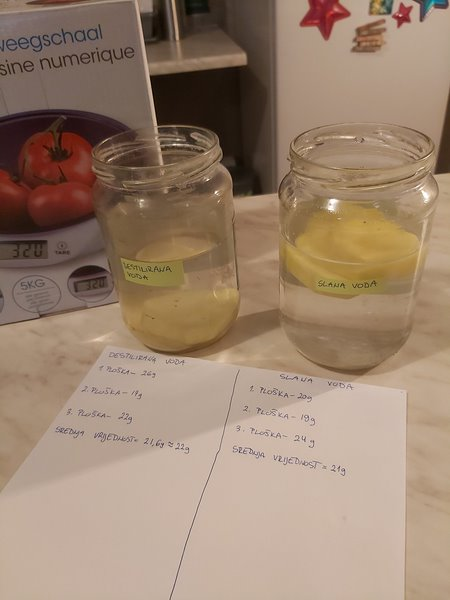 weegschaal
sine numerique
320
TARE
5KG
320
DESTILIRANA
VODA
SLANA VODA
DESTILIRANA VODA
1. PLOŠKA- 26g
2. PLOŠKA- 19g
3. PLOŠKA- 22g
SREDNJA VRIJEDNOST= 21,6g ≈ 22g
SLANA VODA
1. PLOŠKA- 20g
2. PLOŠKA- 19g
3. PLOŠKA- 24g
SREDNJA VRIJEDNOST = 21g